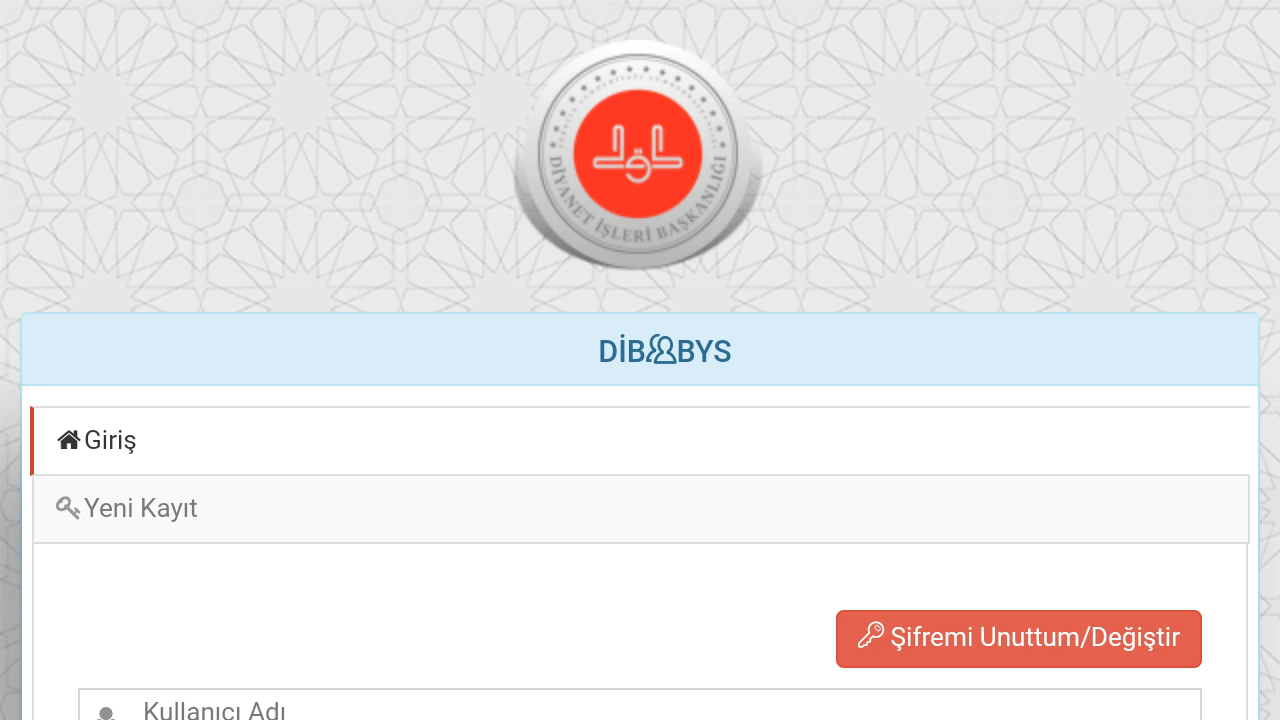 DİYANET İŞLERİ BAŞKANLIĞI
DİBBYS
Giriş
Yeni Kayıt
Şifremi Unuttum/Değiştir
Kullanıcı Adı